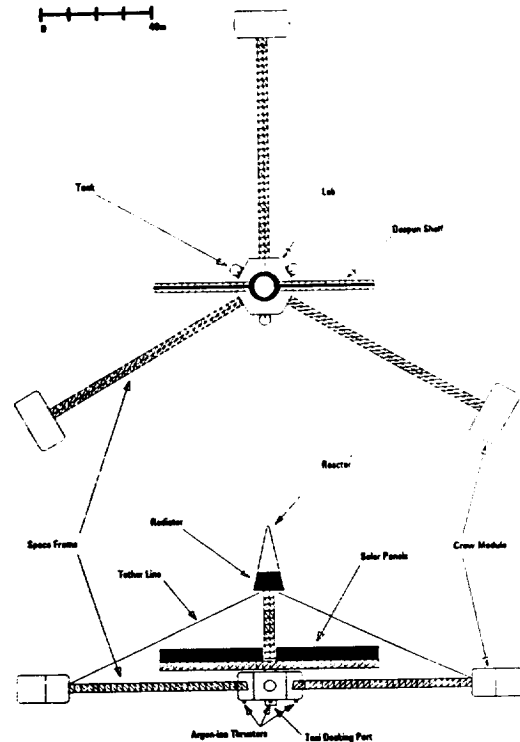 0
40m
Tank
Lab
Despun Shaft
Reactor
Radiator
Solar Panels
Space Frame
Crew Module
Tether Line
Argon-ion Thrusters
Taxi Docking Port